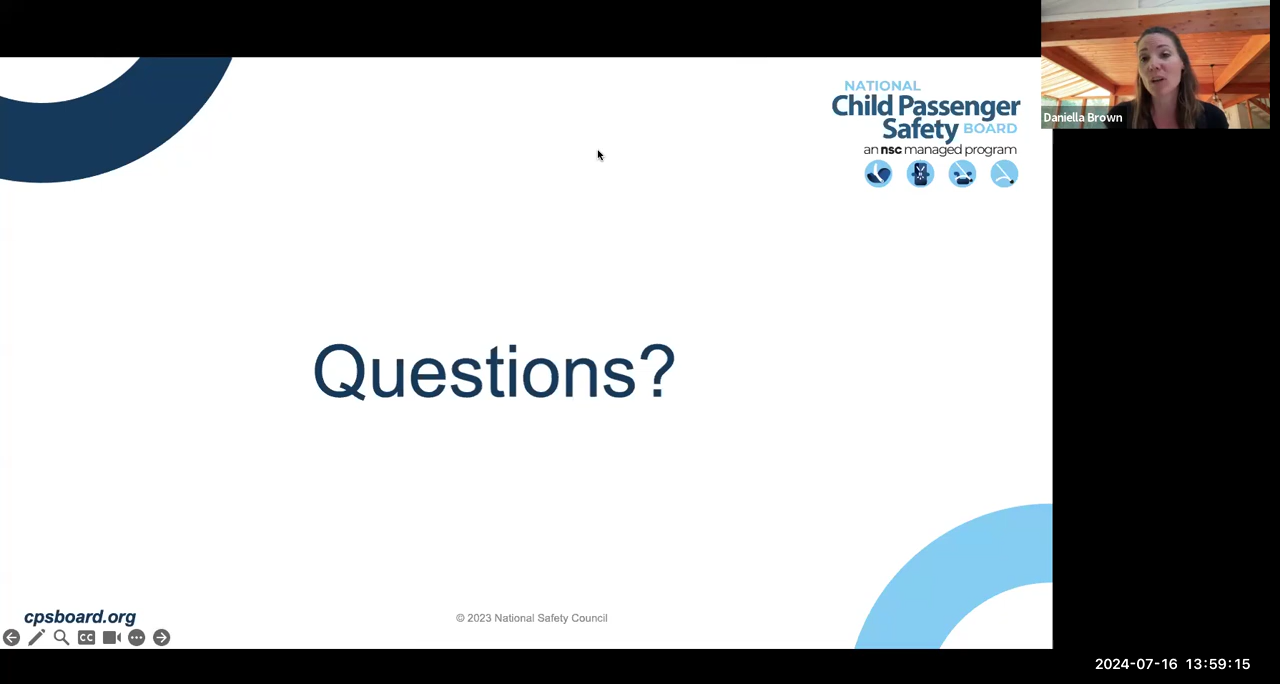 NATIONAL
Child Passenger
Safety BOARD
an nsc managed program
Daniella Brown
Questions?
cpsboard.org
© 2023 National Safety Council
CC
2024-07-16 13:59:15